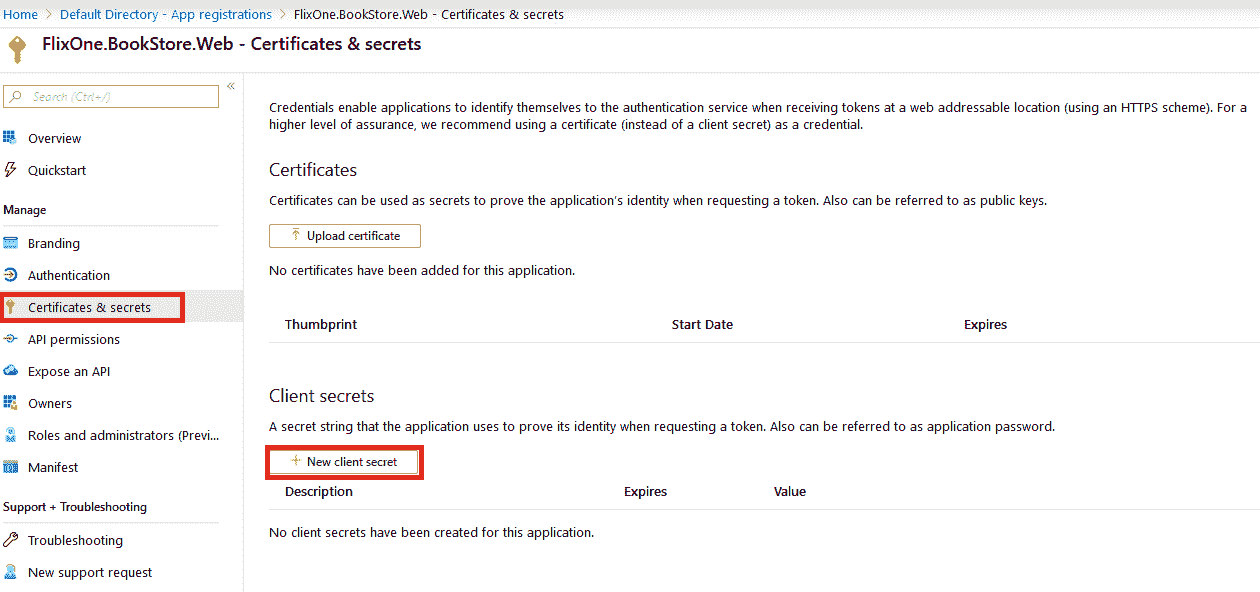 Home > Default Directory - App registrations > FlixOne.BookStore.Web - Certificates & secrets
FlixOne.BookStore.Web - Certificates & secrets
Search (Ctrl+/)
«
Overview
Quickstart
Manage
Branding
Authentication
Certificates & secrets
API permissions
Expose an API
Owners
Roles and administrators (Previ...
Manifest
Support + Troubleshooting
Troubleshooting
New support request
Credentials enable applications to identify themselves to the authentication service when receiving tokens at a web addressable location (using an HTTPS scheme). For a
higher level of assurance, we recommend using a certificate (instead of a client secret) as a credential.
Certificates
Certificates can be used as secrets to prove the application's identity when requesting a token. Also can be referred to as public keys.
Upload certificate
No certificates have been added for this application.
Thumbprint Start Date Expires
Client secrets
A secret string that the application uses to prove its identity when requesting a token. Also can be referred to as application password.
New client secret
Description Expires Value
No client secrets have been created for this application.